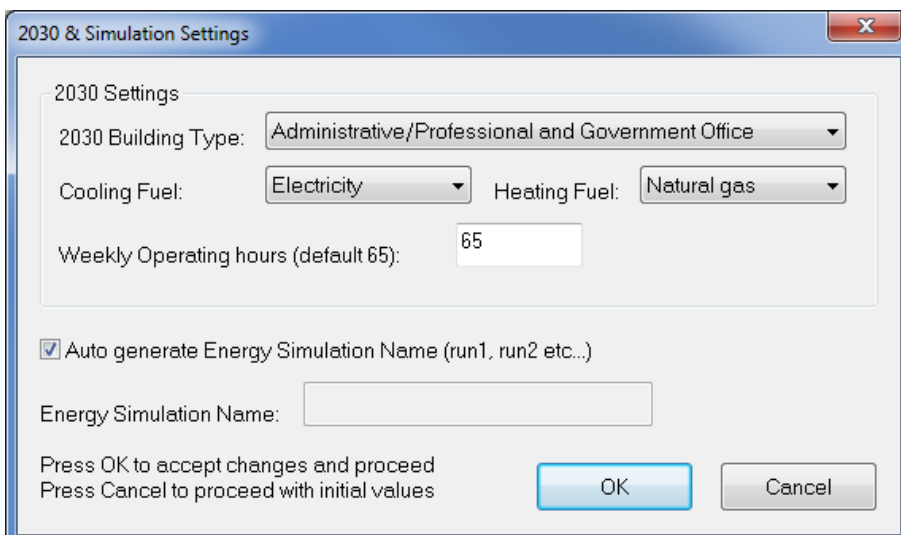 2030 & Simulation Settings
x
2030 Settings
2030 Building Type: Administrative/Professional and Government Office
Cooling Fuel: Electricity Heating Fuel: Natural gas
Weekly Operating hours (default 65): 65
Auto generate Energy Simulation Name (run1, run2 etc...)
Energy Simulation Name:
Press OK to accept changes and proceed
Press Cancel to proceed with initial values
OK Cancel